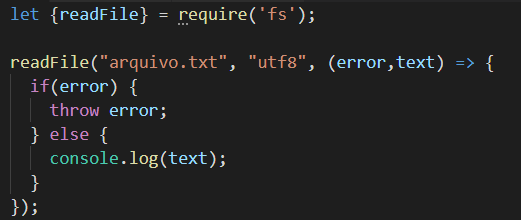 let {readFile} = require('fs');

readFile("arquivo.txt", "utf8", (error,text) => {
  if(error) {
    throw error;
  } else {
    console.log(text);
  }
});